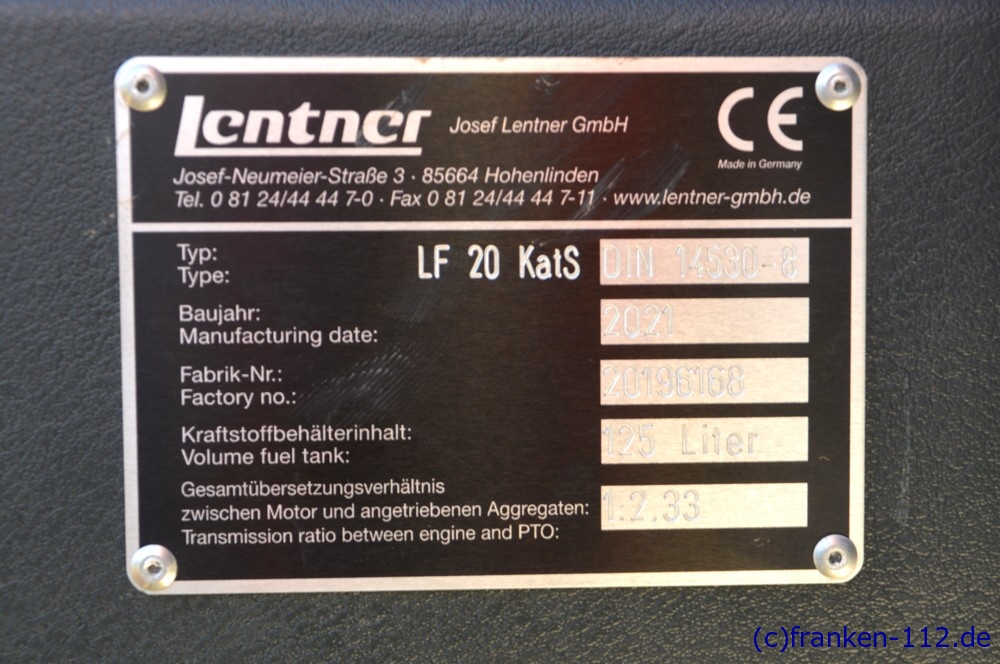 Lentner Josef Lentner GmbH CE
Made in Germany
Josef-Neumeier-Straße 3 · 85664 Hohenlinden
Tel. 0 81 24/44 44 7-0 · Fax 0 81 24/44 44 7-11 · www.lentner-gmbh.de
Typ:
Type: LF 20 KatS DIN 14530-8
Baujahr:
Manufacturing date: 2021
Fabrik-Nr.:
Factory no.: 20196168
Kraftstoffbehälterinhalt:
Volume fuel tank: 125 Liter
Gesamtübersetzungsverhältnis
zwischen Motor und angetriebenen Aggregaten: 1:2.33
Transmission ratio between engine and PTO:
(c)franken-112.de